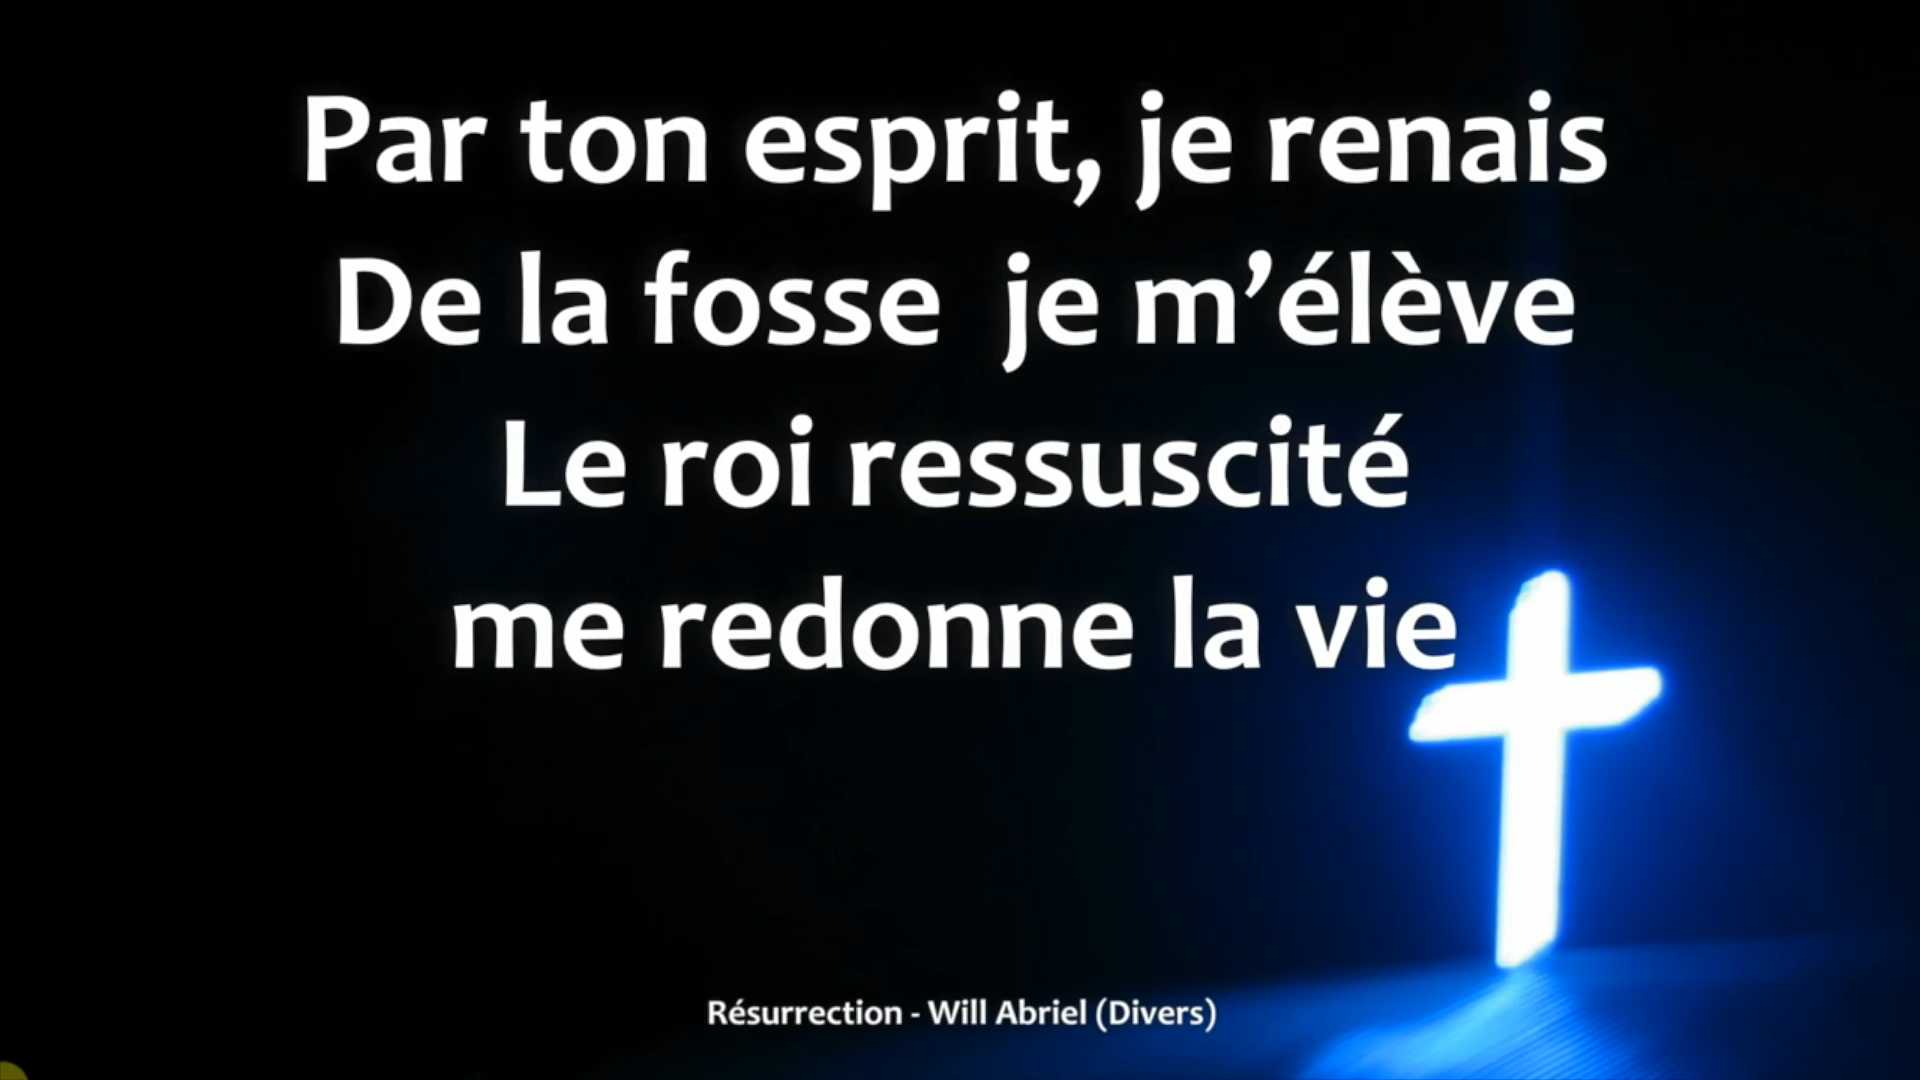 Par ton esprit, je renais
De la fosse  je m’élève
Le roi ressuscité
me redonne la vie
Résurrection - Will Abriel (Divers)